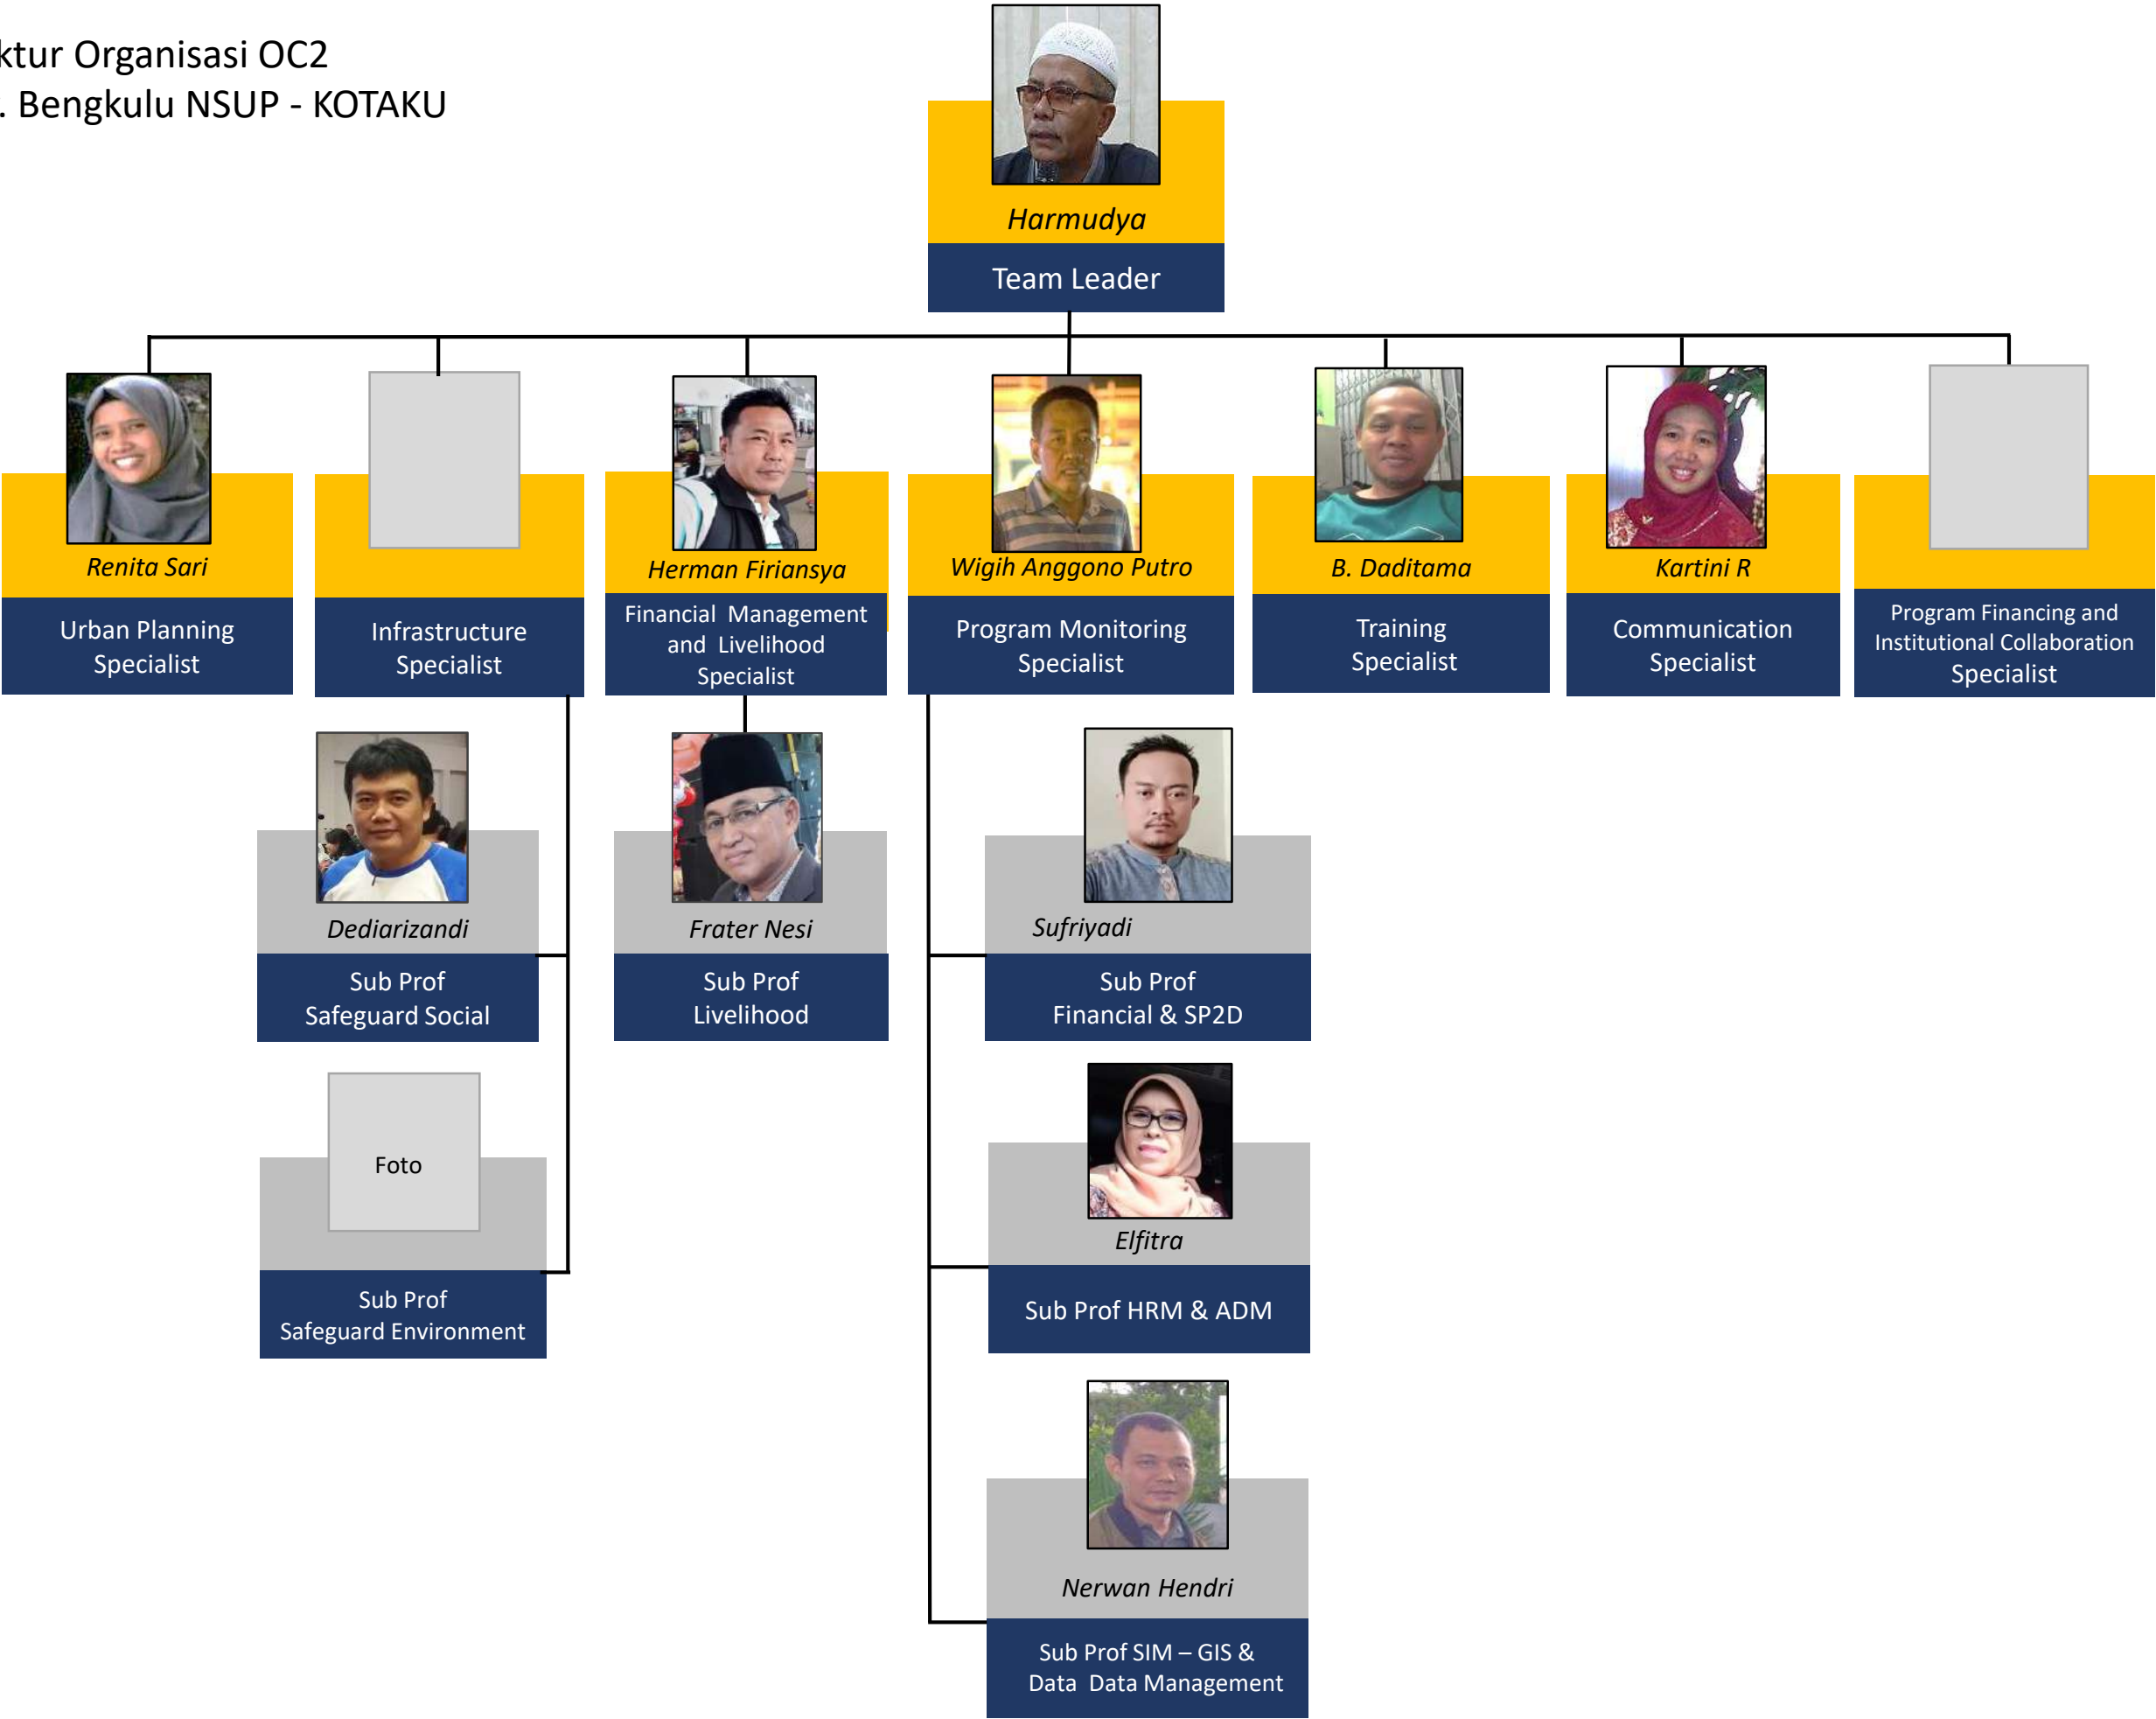 ktur Organisasi OC2
. Bengkulu NSUP - KOTAKU
Harmudya
Team Leader
Renita Sari
Urban Planning
Specialist
Infrastructure
Specialist
Herman Firiansya
Financial Management
and Livelihood
Specialist
Wigih Anggono Putro
Program Monitoring
Specialist
B. Daditama
Training
Specialist
Kartini R
Communication
Specialist
Program Financing and
Institutional Collaboration
Specialist
Dediarizandi
Sub Prof
Safeguard Social
Frater Nesi
Sub Prof
Livelihood
Sufriyadi
Sub Prof
Financial & SP2D
Foto
Sub Prof
Safeguard Environment
Elfitra
Sub Prof HRM & ADM
Nerwan Hendri
Sub Prof SIM – GIS &
Data Data Management